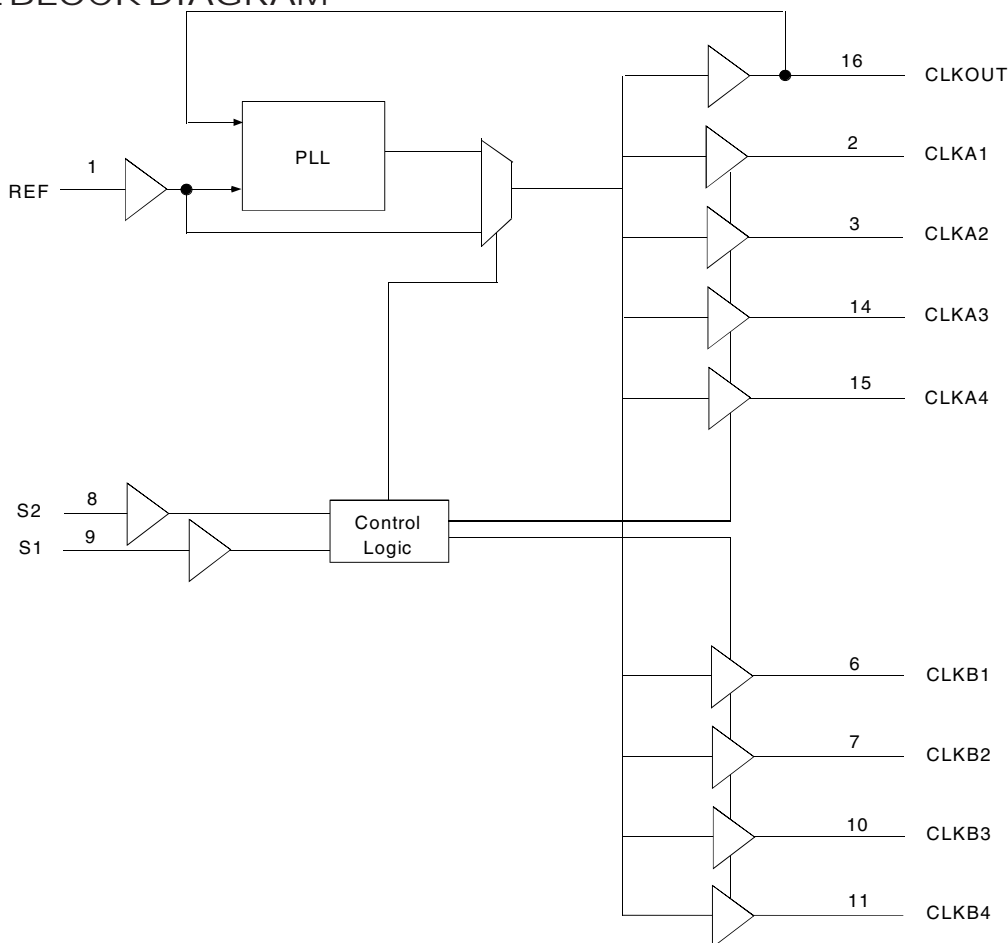 BLOCK DIAGRAM
16 CLKOUT
PLL
1
REF
2 CLKA1
3 CLKA2
14 CLKA3
15 CLKA4
S2 8
S1 9
Control
Logic
6 CLKB1
7 CLKB2
10 CLKB3
11 CLKB4